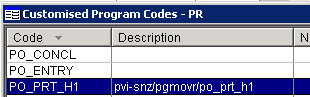 Customised Program Codes - PR
Code Description N
PO_CONCL
PO_ENTRY
PO_PRT_H1 pvi-snz/pgmovr/po_prt_h1